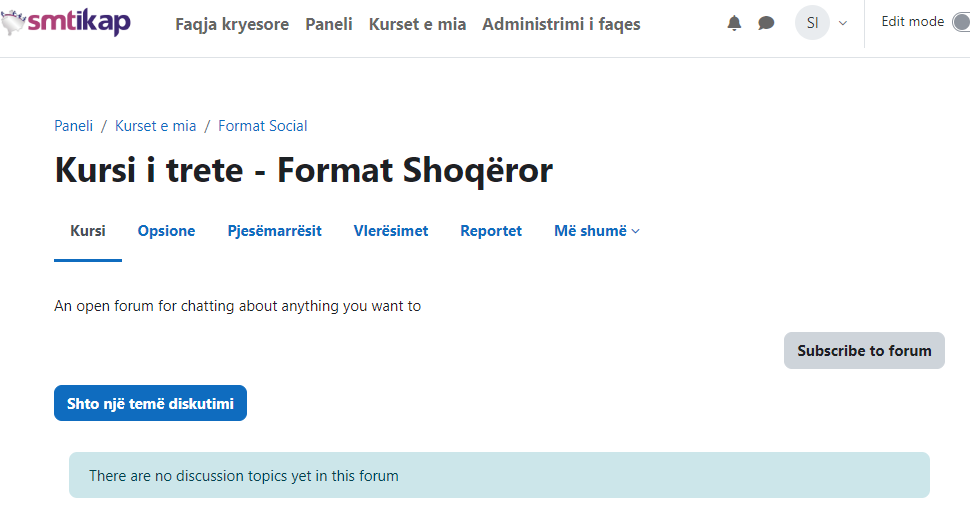 smtikap Faqja kryesore Paneli Kurset e mia Administrimi i faqes SI Edit mode
Paneli / Kurset e mia / Format Social
Kursi i trete - Format Shoqëror
Kursi Opsione Pjesëmarrësit Vlerësimet Reportet Më shumë
An open forum for chatting about anything you want to
Subscribe to forum
Shto një temë diskutimi
There are no discussion topics yet in this forum